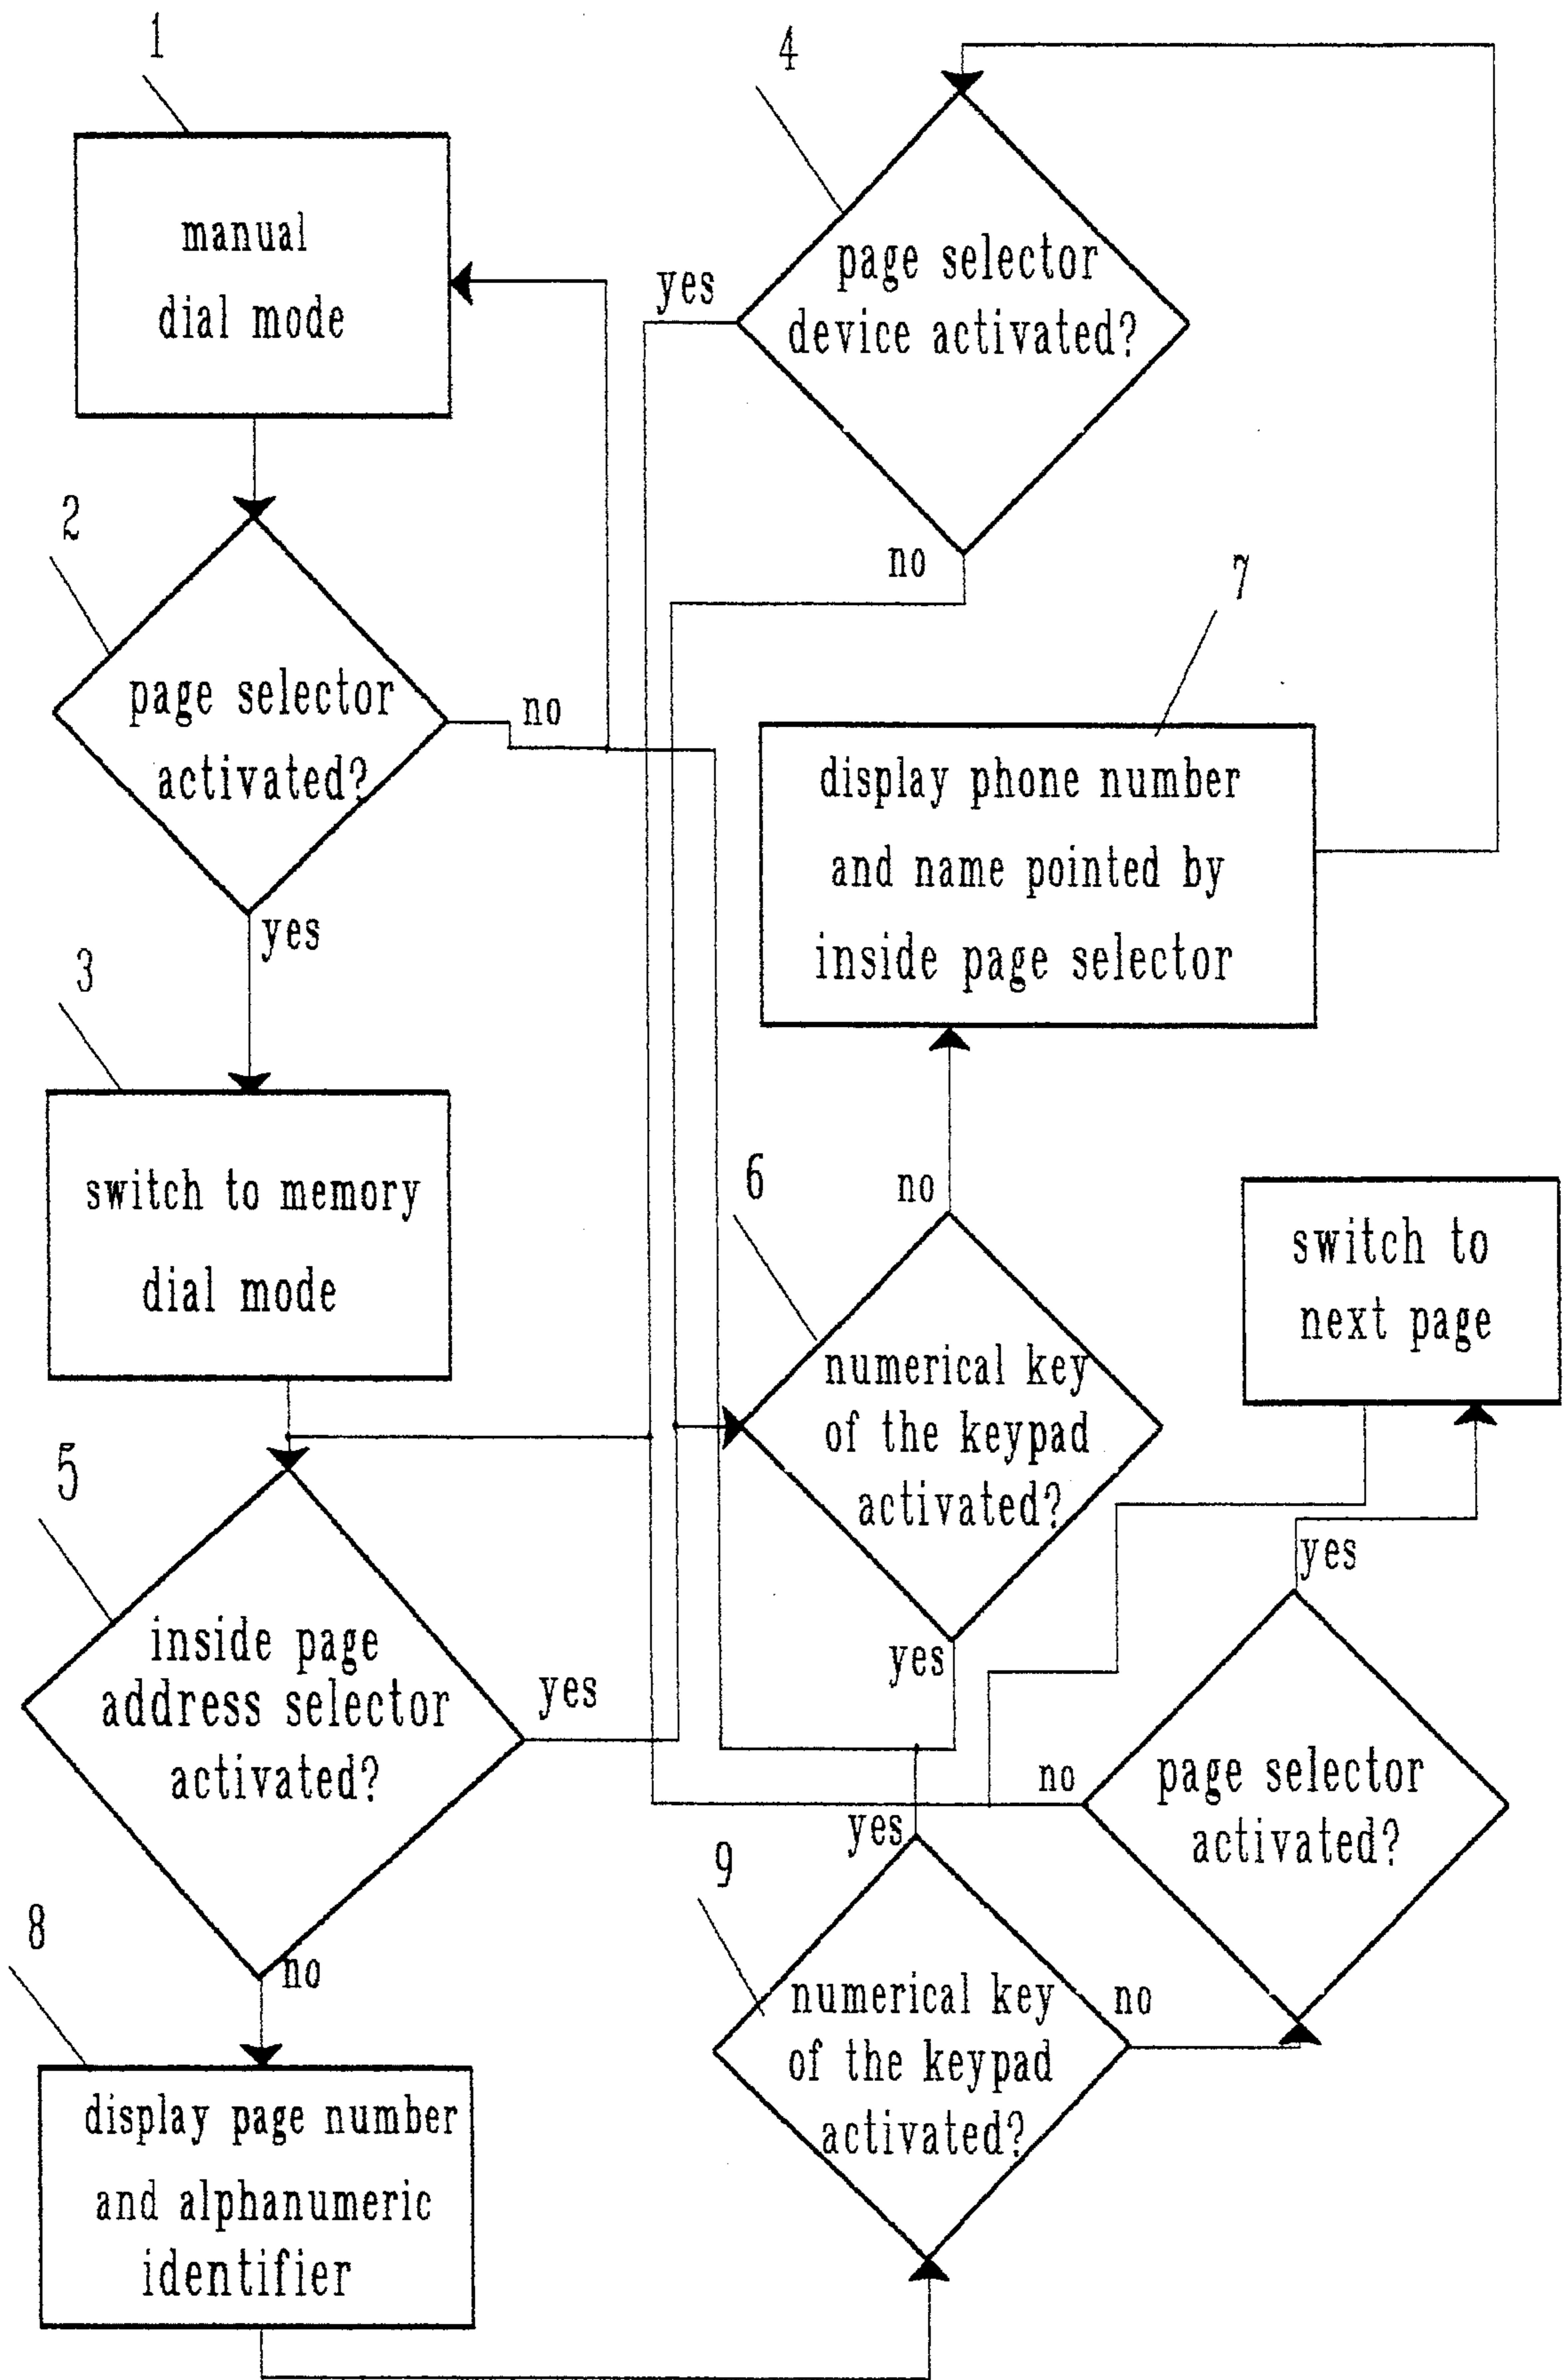 1
manual
dial mode
2
page selector
activated?
no
yes
3
switch to memory
dial mode
5
inside page
address selector
activated?
yes
no
8
display page number
and alphanumeric
identifier
4
page selector
device activated?
yes
no
7
display phone number
and name pointed by
inside page selector
6
no
numerical key
of the keypad
activated?
yes
switch to
next page
yes
page selector
activated?
no
9
yes
numerical key
of the keypad
activated?
no